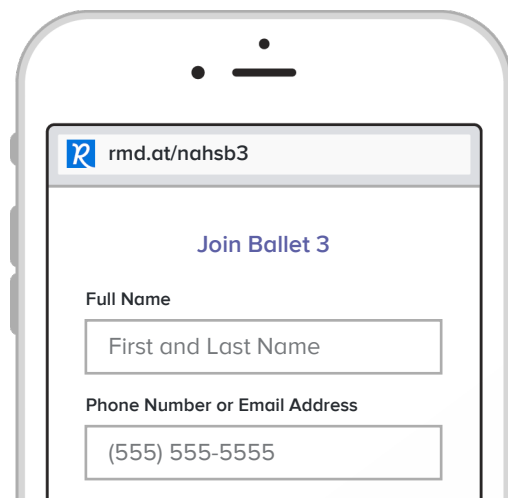 rmd.at/nahsb3
Join Ballet 3
Full Name
First and Last Name
Phone Number or Email Address
(555) 555-5555